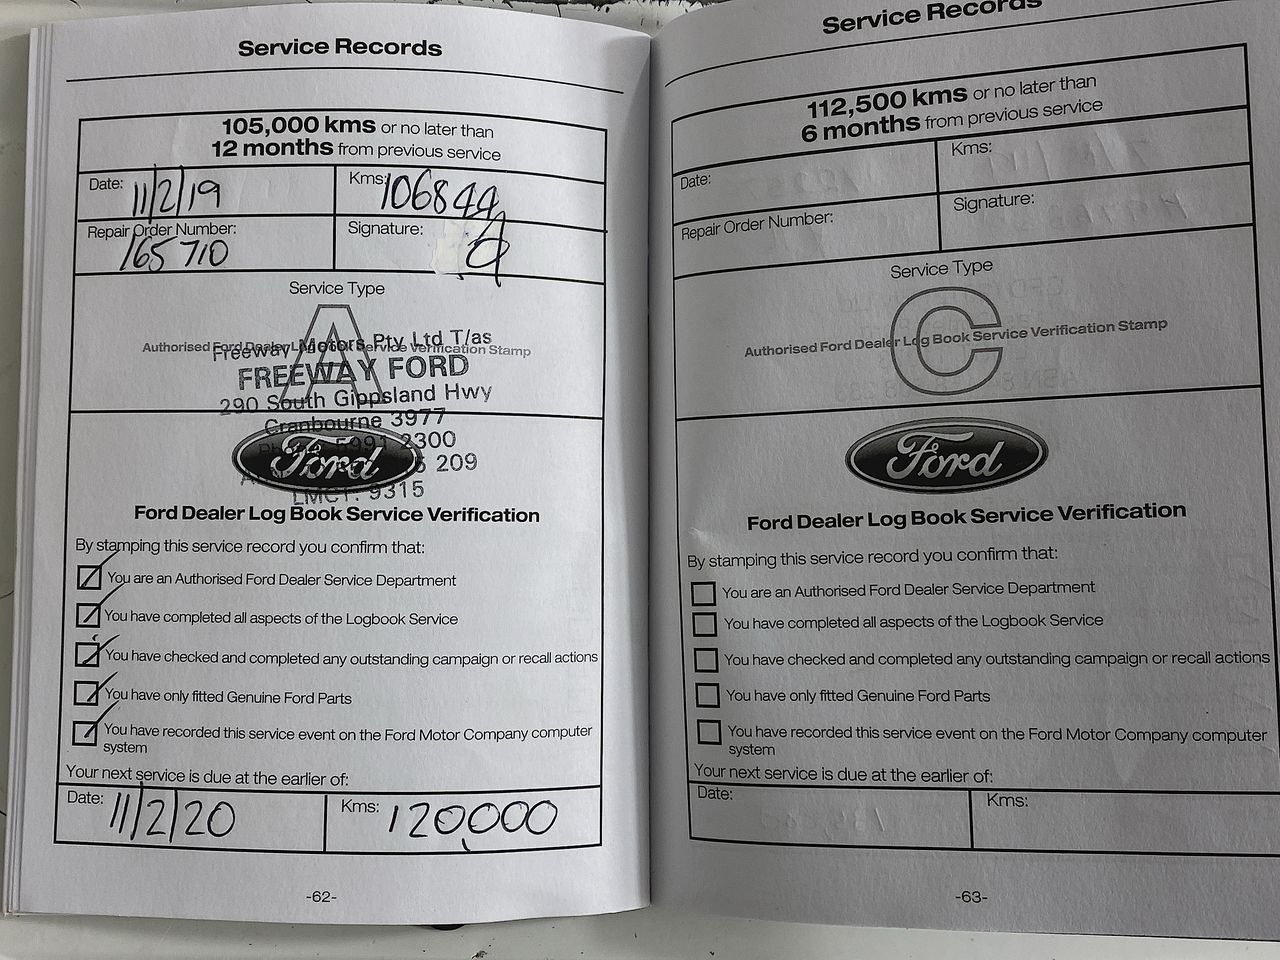 Service Records
105,000 kms or no later than
12 months from previous service
Date: 11/2/19
Kms: 106844
Repair Order Number: 165710
Signature:
Service Type
A
Authorised Ford Dealer Log Book Service Verification Stamp
Freeway Motors Pty Ltd T/as
FREEWAY FORD
290 South Gippsland Hwy
Cranbourne 3977
5991 2300
209
LMCT: 9315
Ford
Ford Dealer Log Book Service Verification
By stamping this service record you confirm that:
You are an Authorised Ford Dealer Service Department
You have completed all aspects of the Logbook Service
You have checked and completed any outstanding campaign or recall actions
You have only fitted Genuine Ford Parts
You have recorded this service event on the Ford Motor Company computer
system
Your next service is due at the earlier of:
Date: 11/2/20
Kms: 120,000
-62-
Service Records
112,500 kms or no later than
6 months from previous service
Date:
Kms:
Repair Order Number:
Signature:
Service Type
C
Authorised Ford Dealer Log Book Service Verification Stamp
Ford
Ford Dealer Log Book Service Verification
By stamping this service record you confirm that:
You are an Authorised Ford Dealer Service Department
You have completed all aspects of the Logbook Service
You have checked and completed any outstanding campaign or recall actions
You have only fitted Genuine Ford Parts
You have recorded this service event on the Ford Motor Company computer
system
Your next service is due at the earlier of:
Date:
Kms:
-63-